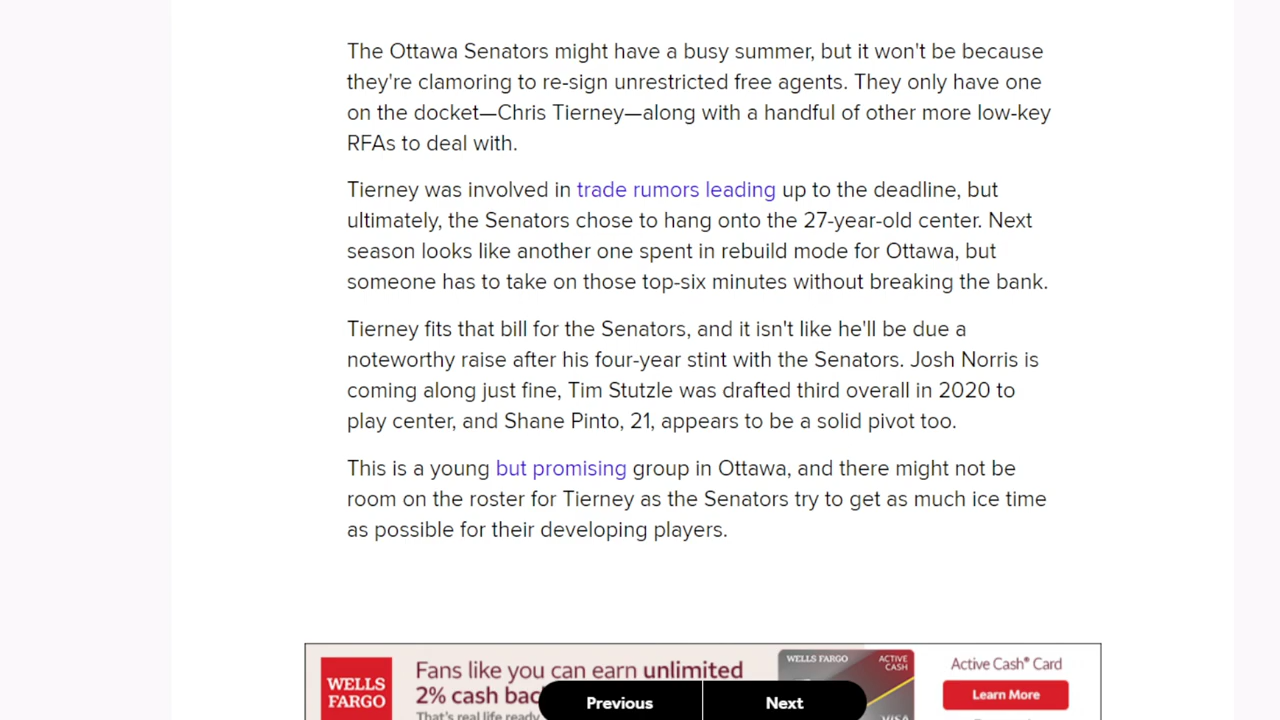 The Ottawa Senators might have a busy summer, but it won't be because
they're clamoring to re-sign unrestricted free agents. They only have one
on the docket—Chris Tierney—along with a handful of other more low-key
RFAs to deal with.
Tierney was involved in trade rumors leading up to the deadline, but
ultimately, the Senators chose to hang onto the 27-year-old center. Next
season looks like another one spent in rebuild mode for Ottawa, but
someone has to take on those top-six minutes without breaking the bank.
Tierney fits that bill for the Senators, and it isn't like he'll be due a
noteworthy raise after his four-year stint with the Senators. Josh Norris is
coming along just fine, Tim Stutzle was drafted third overall in 2020 to
play center, and Shane Pinto, 21, appears to be a solid pivot too.
This is a young but promising group in Ottawa, and there might not be
room on the roster for Tierney as the Senators try to get as much ice time
as possible for their developing players.
WELLS FARGO
Fans like you can earn unlimited
2% cash bac
That's real life ready
WELLS FARGO ACTIVE CASH
VISA
Active Cash® Card
Learn More
Previous
Next